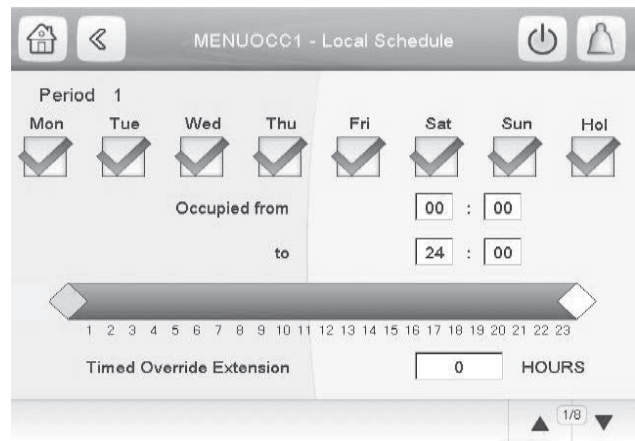 MENUOCC1 - Local Schedule
Period 1
Mon Tue Wed Thu Fri Sat Sun Hol
Occupied from 00 : 00
to 24 : 00
1 2 3 4 5 6 7 8 9 10 11 12 13 14 15 16 17 18 19 20 21 22 23
Timed Override Extension 0 HOURS
1/8